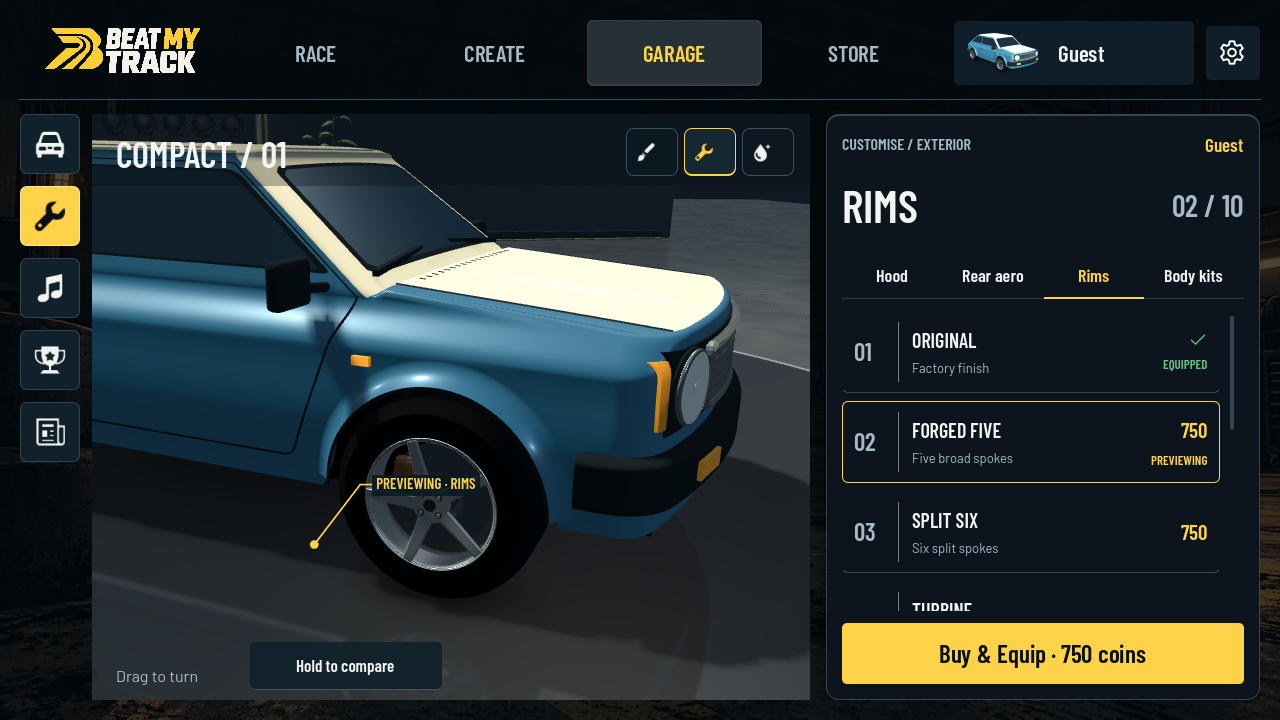 BEAT MY TRACK
RACE
CREATE
GARAGE
STORE
Guest
COMPACT / 01
PREVIEWING · RIMS
Drag to turn
Hold to compare
CUSTOMISE / EXTERIOR
Guest
RIMS
02 / 10
Hood
Rear aero
Rims
Body kits
01
ORIGINAL
Factory finish
EQUIPPED
02
FORGED FIVE
Five broad spokes
750
PREVIEWING
03
SPLIT SIX
Six split spokes
750
TURBINE
Buy & Equip · 750 coins